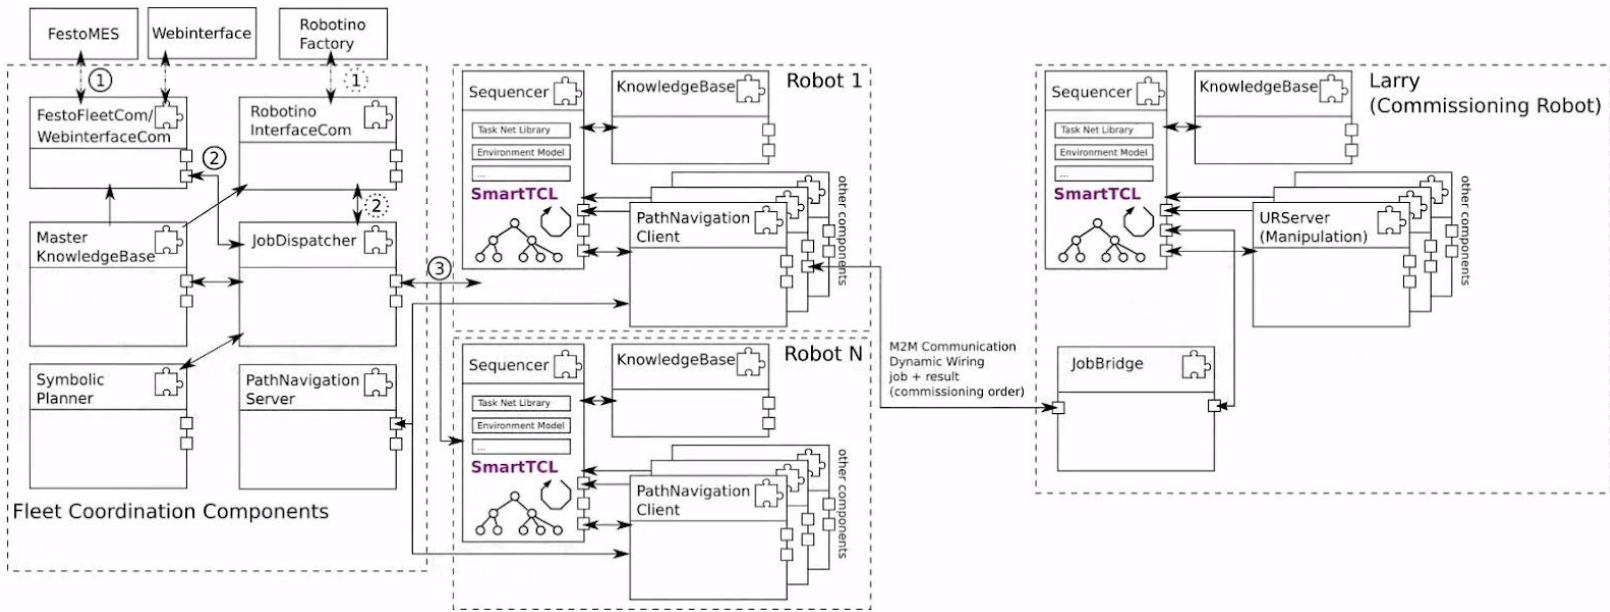 FestoMES
Webinterface
Robotino
Factory
1
1
FestoFleetCom/
WebinterfaceCom
Robotino
InterfaceCom
2
2
Master
KnowledgeBase
JobDispatcher
3
Symbolic
Planner
PathNavigation
Server
Fleet Coordination Components
Robot 1
Sequencer
Task Net Library
Environment Model
...
SmartTCL
KnowledgeBase
PathNavigation
Client
other components
Robot N
Sequencer
Task Net Library
Environment Model
...
SmartTCL
KnowledgeBase
PathNavigation
Client
other components
M2M Communication
Dynamic Wiring
job + result
(commissioning order)
Larry
(Commissioning Robot)
Sequencer
Task Net Library
Environment Model
...
SmartTCL
KnowledgeBase
URServer
(Manipulation)
other components
JobBridge